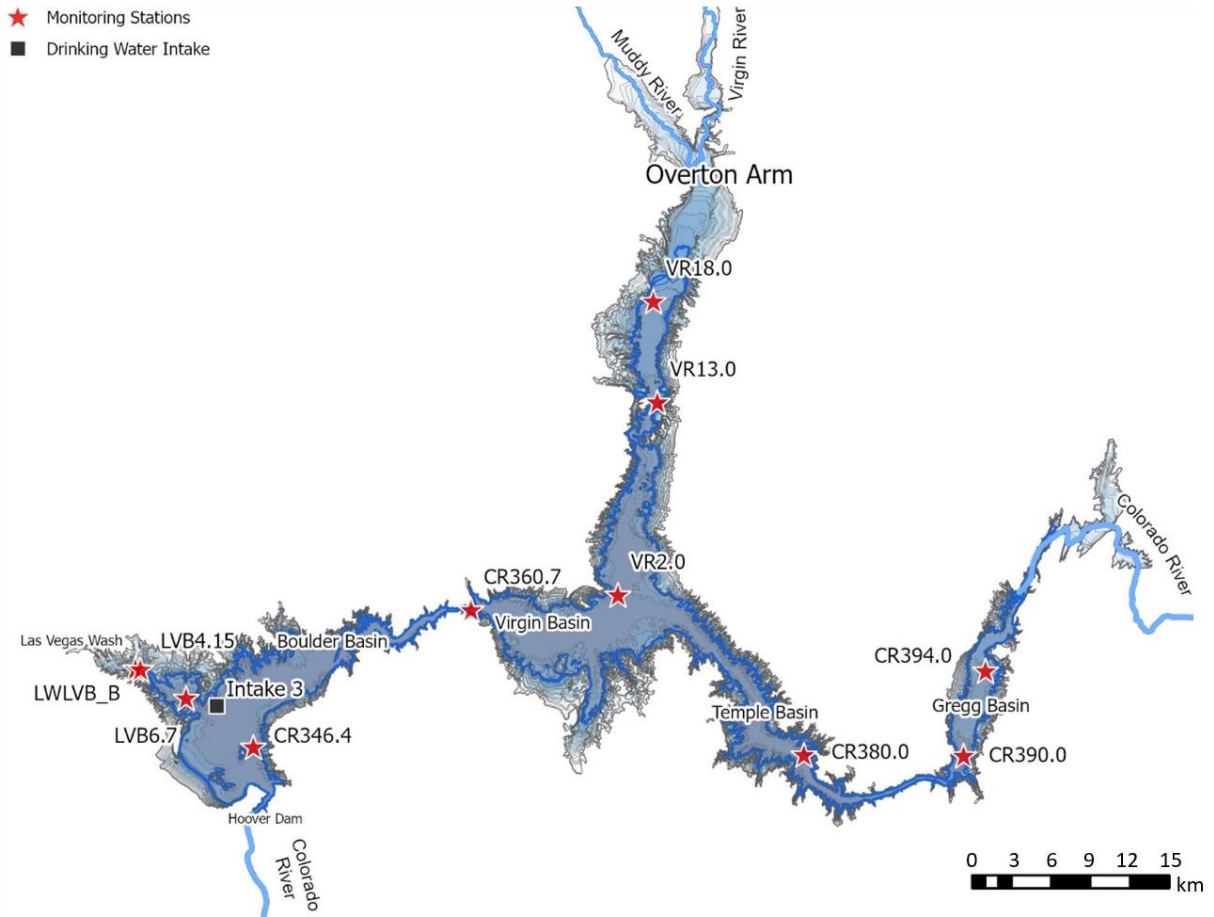 Monitoring Stations
Drinking Water Intake
Muddy River
Virgin River
Overton Arm
VR18.0
VR13.0
Colorado River
VR2.0
CR360.7
Virgin Basin
Las Vegas Wash
LVB4.15
Boulder Basin
CR394.0
LWLVB_B
Intake 3
Gregg Basin
Temple Basin
LVB6.7
CR346.4
CR380.0
CR390.0
Hoover Dam
Colorado
River
0 3 6 9 12 15
km